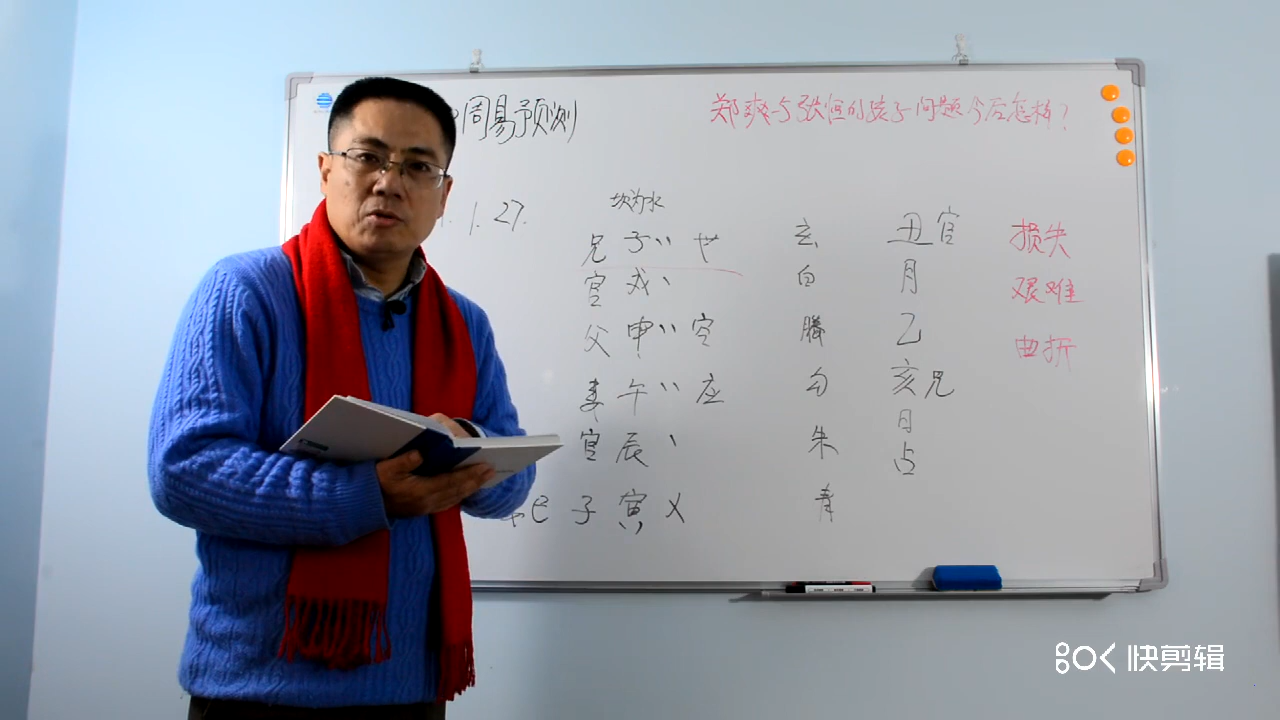 周易预测
郑爽与张恒的孩子问题今后怎样？
1.27.
坎为水
兄 子〃 世 玄 丑官 损失
官 戌、 白 月 艰难
父 申〃 空 螣 乙 曲折
妻 午〃 应 勾 亥兄
日
官 辰、 朱 占
巳 子 寅 㐅 青
快剪辑